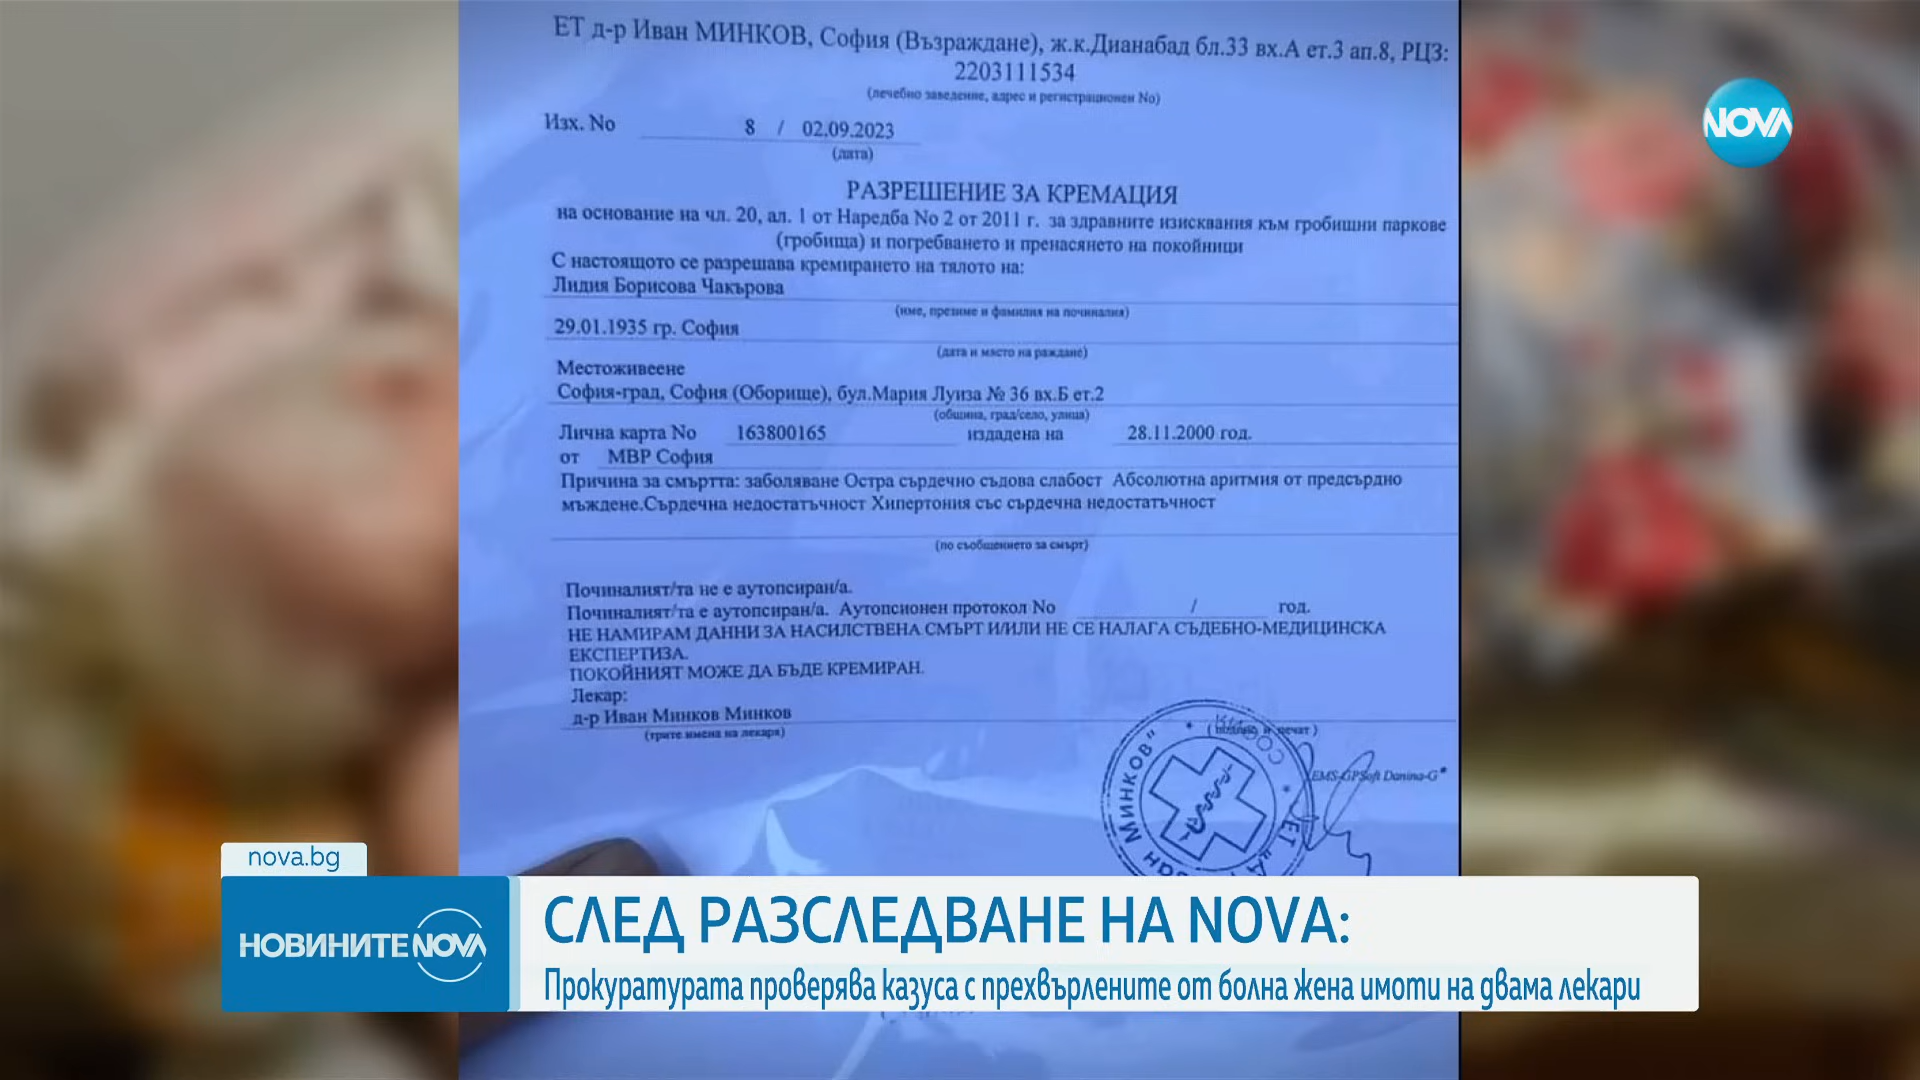 ЕТ д-р Иван МИНКОВ, София (Възраждане), ж.к.Дианабад бл.33 вх.А ет.3 ап.8, РЦЗ:
2203111534
(лечебно заведение, адрес и регистрационен No)
Изх. No 8 / 02.09.2023
(дата)
РАЗРЕШЕНИЕ ЗА КРЕМАЦИЯ
на основание на чл. 20, ал. 1 от Наредба No 2 от 2011 г. за здравните изисквания към гробищни паркове
(гробища) и погребването и пренасянето на покойници
С настоящото се разрешава кремирането на тялото на:
Лидия Борисова Чакърова
(име, презиме и фамилия на починалия)
29.01.1935 гр. София
(дата и място на раждане)
Местоживеене
София-град, София (Оборище), бул.Мария Луиза № 36 вх.Б ет.2
(община, град/село, улица)
Лична карта No 163800165 издадена на 28.11.2000 год.
от МВР София
Причина за смъртта: заболяване Остра сърдечно съдова слабост Абсолютна аритмия от предсърдно
мъждене.Сърдечна недостатъчност Хипертония със сърдечна недостатъчност
(по съобщението за смърт)
Починалият/та не е аутопсиран/а.
Починалият/та е аутопсиран/а. Аутопсионен протокол No / год.
НЕ НАМИРАМ ДАННИ ЗА НАСИЛСТВЕНА СМЪРТ И/ИЛИ НЕ СЕ НАЛАГА СЪДЕБНО-МЕДИЦИНСКА
ЕКСПЕРТИЗА.
ПОКОЙНИЯТ МОЖЕ ДА БЪДЕ КРЕМИРАН.
Лекар:
д-р Иван Минков Минков
(трите имена на лекаря)
печат)
EMS-GPSoft Danina-G*
МИНКОВ"
ЕТ
NOVA
nova.bg
НОВИНИТЕ NOVA
СЛЕД РАЗСЛЕДВАНЕ НА NOVA:
Прокуратурата проверява казуса с прехвърлените от болна жена имоти на двама лекари